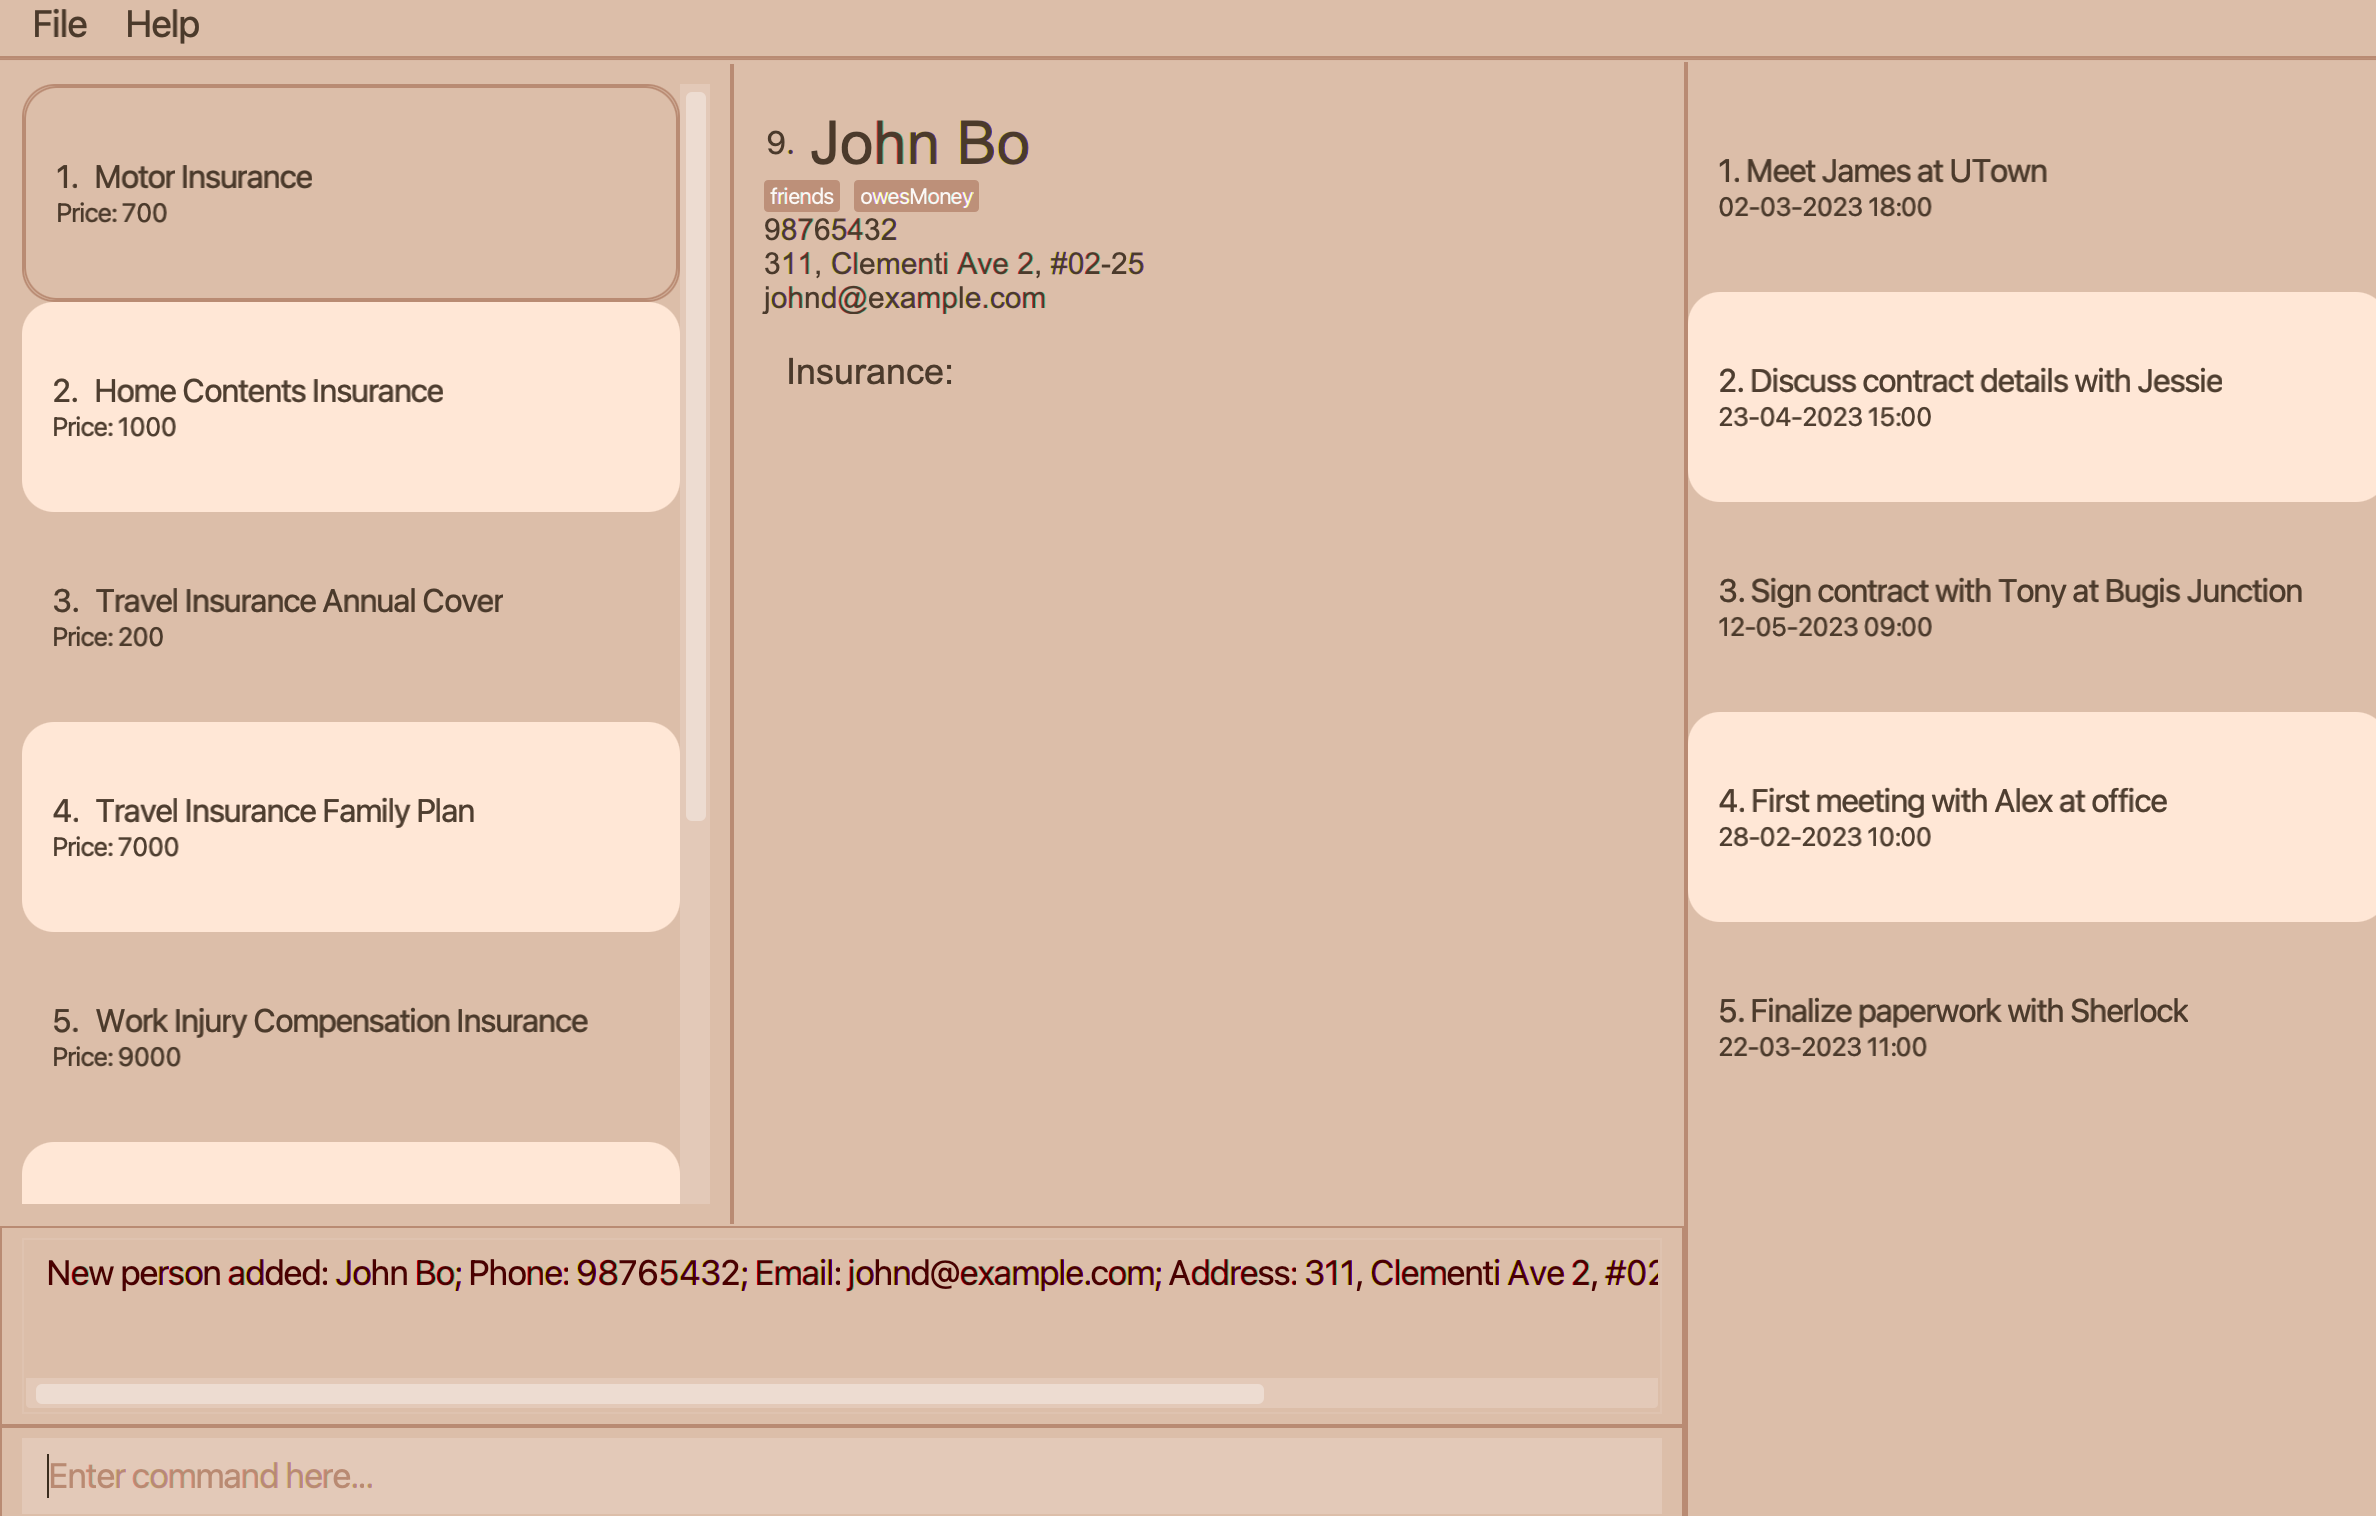 File Help
1. Motor Insurance
Price: 700
2. Home Contents Insurance
Price: 1000
3. Travel Insurance Annual Cover
Price: 200
4. Travel Insurance Family Plan
Price: 7000
5. Work Injury Compensation Insurance
Price: 9000
9. John Bo
friends owesMoney
98765432
311, Clementi Ave 2, #02-25
johnd@example.com
Insurance:
1. Meet James at UTown
02-03-2023 18:00
2. Discuss contract details with Jessie
23-04-2023 15:00
3. Sign contract with Tony at Bugis Junction
12-05-2023 09:00
4. First meeting with Alex at office
28-02-2023 10:00
5. Finalize paperwork with Sherlock
22-03-2023 11:00
New person added: John Bo; Phone: 98765432; Email: johnd@example.com; Address: 311, Clementi Ave 2, #02
Enter command here...